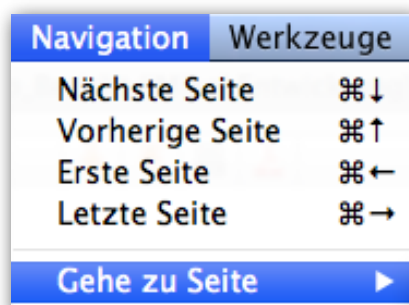 Navigation Werkzeuge
Nächste Seite ⌘↓
Vorherige Seite ⌘↑
Erste Seite ⌘←
Letzte Seite ⌘→
Gehe zu Seite ▶